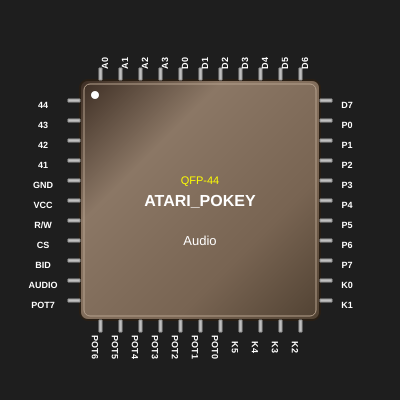 A0 A1 A2 A3 D0 D1 D2 D3 D4 D5 D6
44 D7
43 P0
42 P1
41 P2
GND P3
VCC P4
R/W P5
CS P6
BID P7
AUDIO K0
POT7 K1
QFP-44
ATARI_POKEY
Audio
POT6 POT5 POT4 POT3 POT2 POT1 POT0 K5 K4 K3 K2